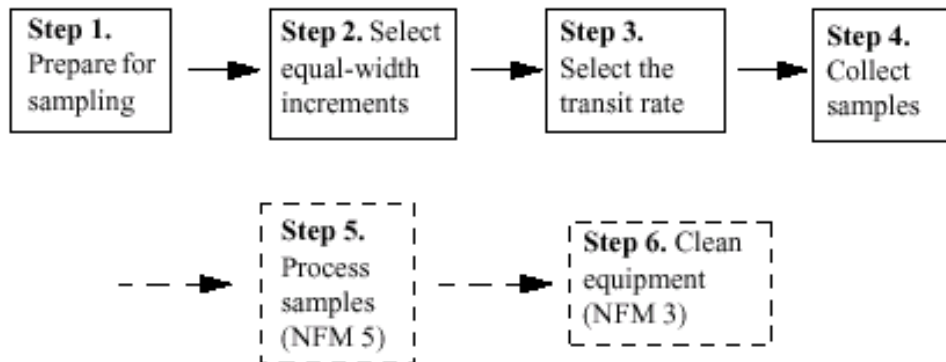 Step 1.
Prepare for
sampling
Step 2. Select
equal-width
increments
Step 3.
Select the
transit rate
Step 4.
Collect
samples
Step 5.
Process
samples
(NFM 5)
Step 6. Clean
equipment
(NFM 3)